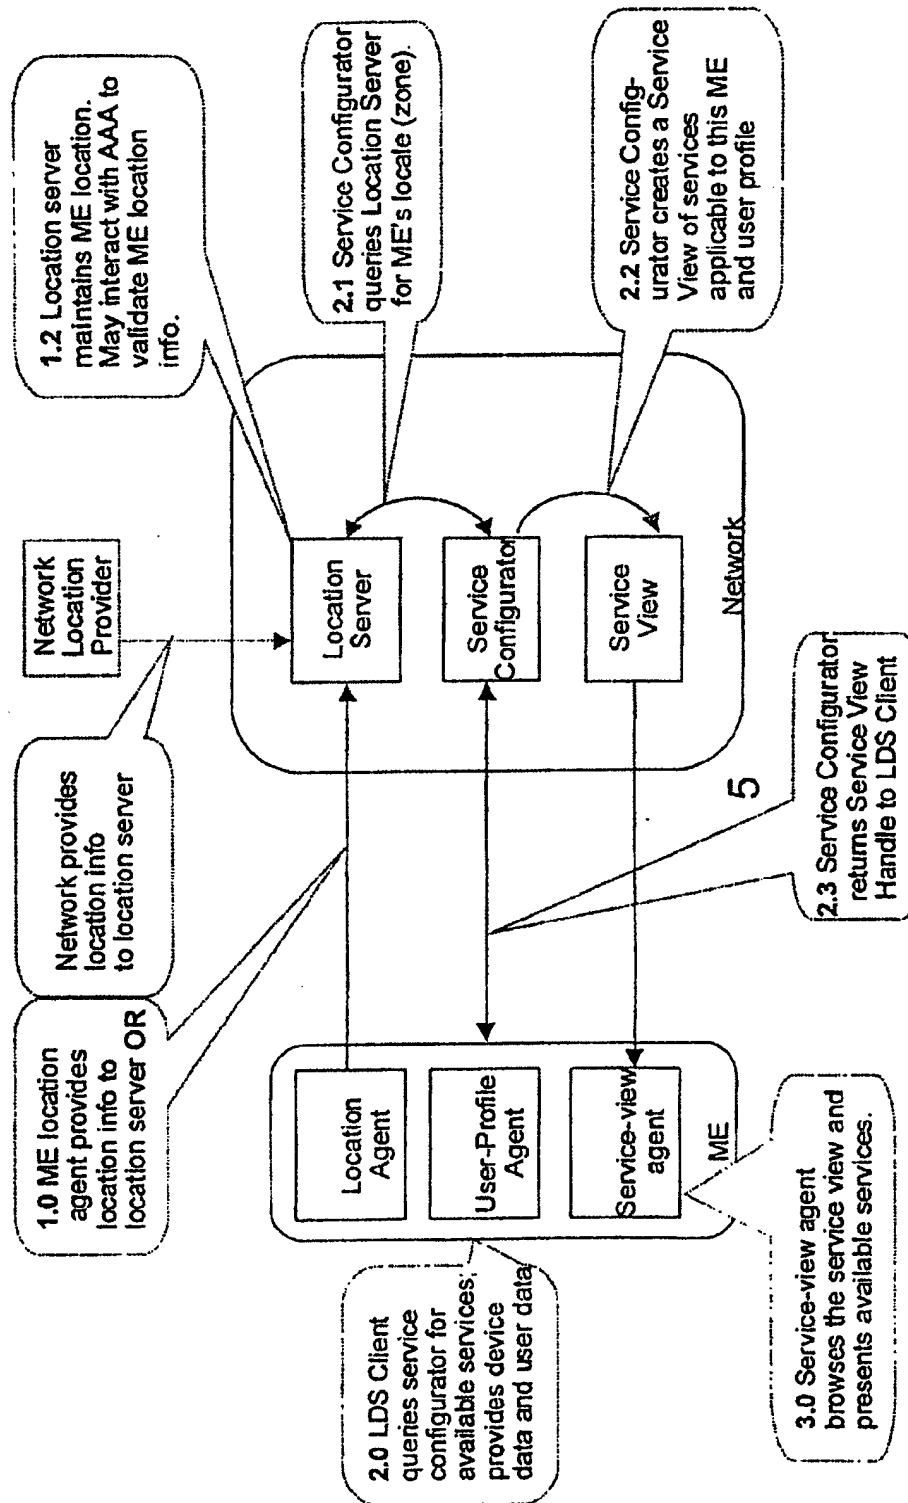 1.0 ME location
agent provides
location info to
location server OR
Network provides
location info
to location server
Network
Location
Provider
1.2 Location server
maintains ME location.
May interact with AAA to
validate ME location
info.
Location
Agent
Location
Server
2.1 Service Configurator
queries Location Server
for ME's locale (zone).
2.0 LDS Client
queries service
configurator for
available services;
provides device
data and user data
User-Profile
Agent
Service
Configurator
2.2 Service Config-
urator creates a Service
View of services
applicable to this ME
and user profile
Service-view
agent
ME
Service
View
Network
5
3.0 Service-view agent
browses the service view and
presents available services.
2.3 Service Configurator
returns Service View
Handle to LDS Client